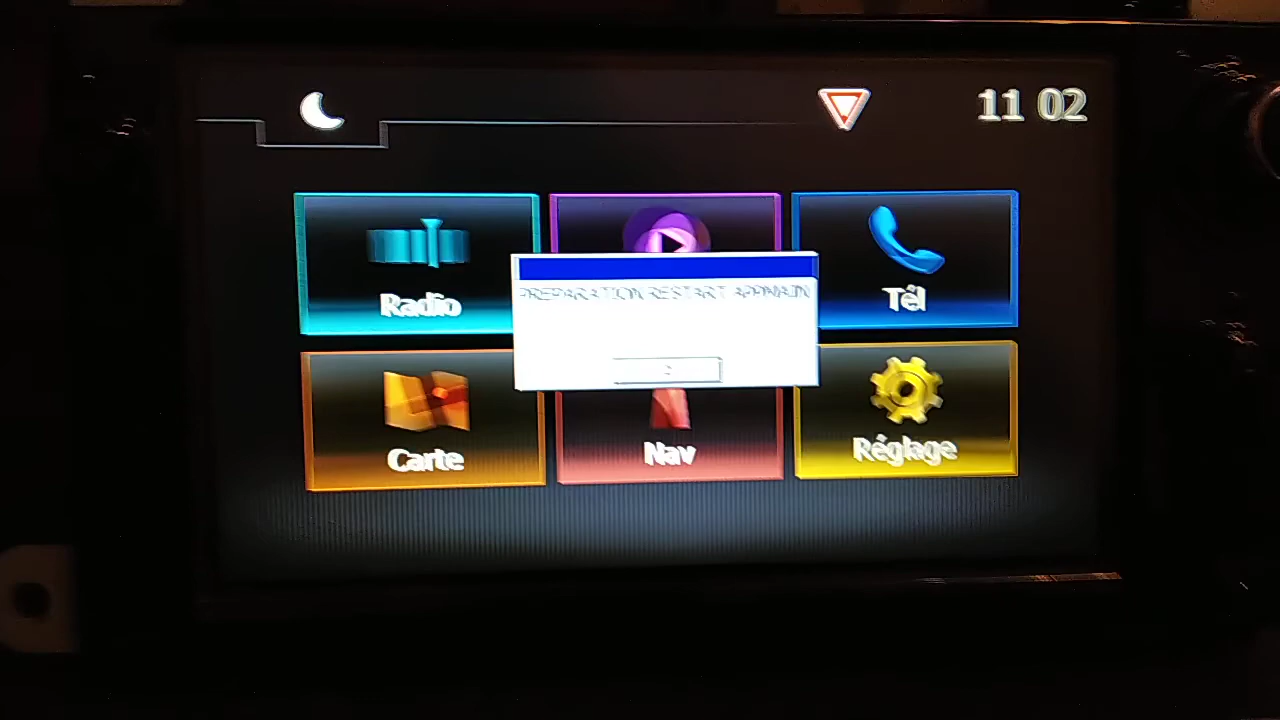 11 02
Radio
Tél
PREPARATION RESTART APPMAIN
Carte
Nav
Réglage